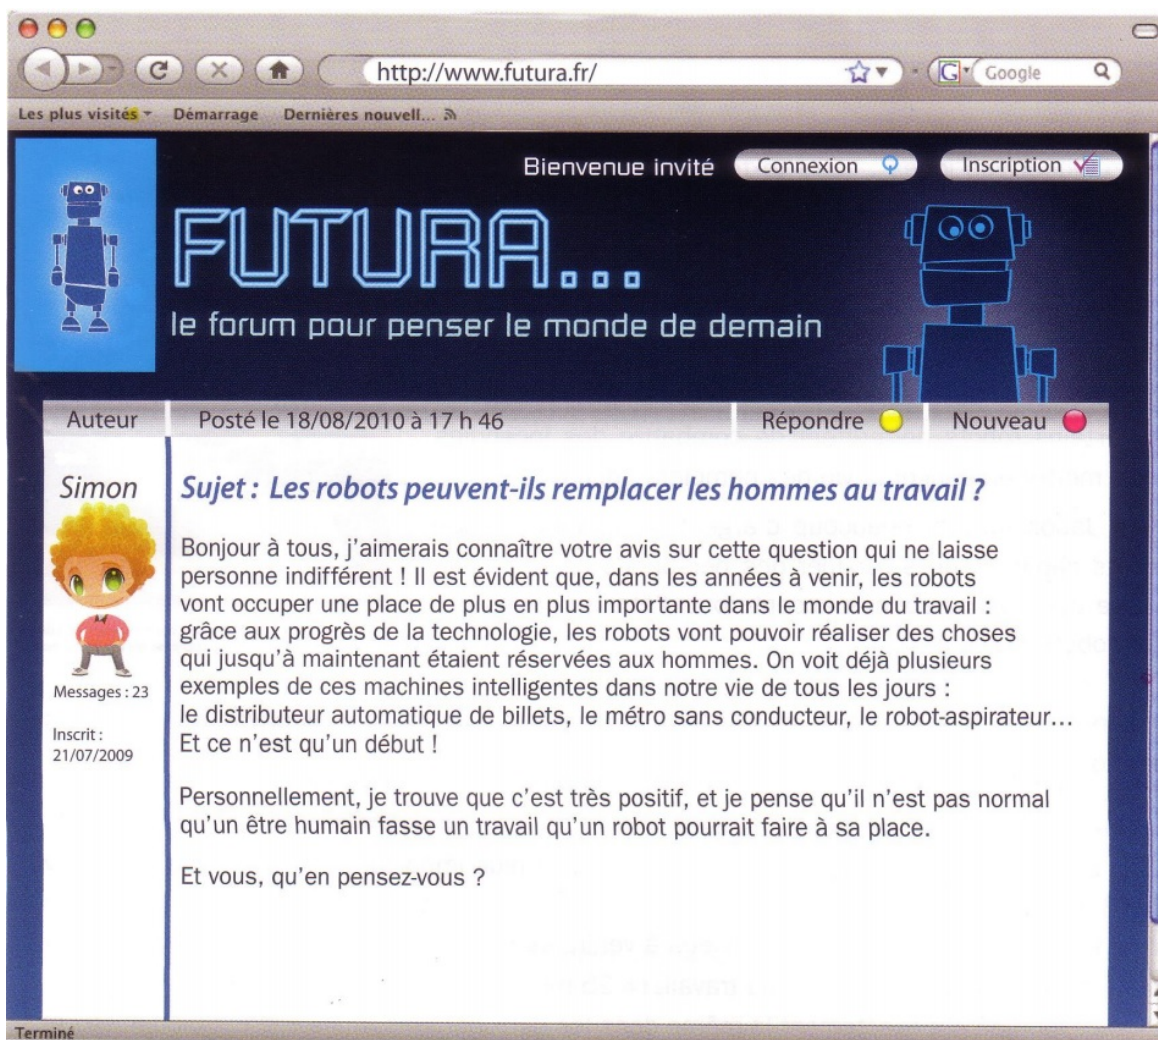 http://www.futura.fr/
Google
Les plus visités
Démarrage
Dernières nouvell...
Bienvenue invité
Connexion
Inscription
FUTURA...
le forum pour penser le monde de demain
Auteur
Posté le 18/08/2010 à 17 h 46
Répondre
Nouveau
Simon
Messages : 23
Inscrit :
21/07/2009
Sujet : Les robots peuvent-ils remplacer les hommes au travail ?
Bonjour à tous, j'aimerais connaître votre avis sur cette question qui ne laisse
personne indifférent ! Il est évident que, dans les années à venir, les robots
vont occuper une place de plus en plus importante dans le monde du travail :
grâce aux progrès de la technologie, les robots vont pouvoir réaliser des choses
qui jusqu'à maintenant étaient réservées aux hommes. On voit déjà plusieurs
exemples de ces machines intelligentes dans notre vie de tous les jours :
le distributeur automatique de billets, le métro sans conducteur, le robot-aspirateur...
Et ce n'est qu'un début !
Personnellement, je trouve que c'est très positif, et je pense qu'il n'est pas normal
qu'un être humain fasse un travail qu'un robot pourrait faire à sa place.
Et vous, qu'en pensez-vous ?
Terminé